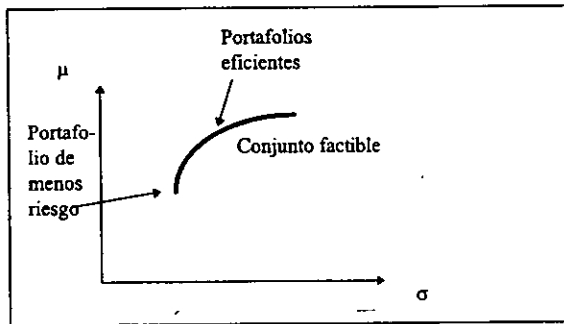 Portafolios
eficientes
μ
Portafo-
lio de
menos
riesgo
Conjunto factible
σ